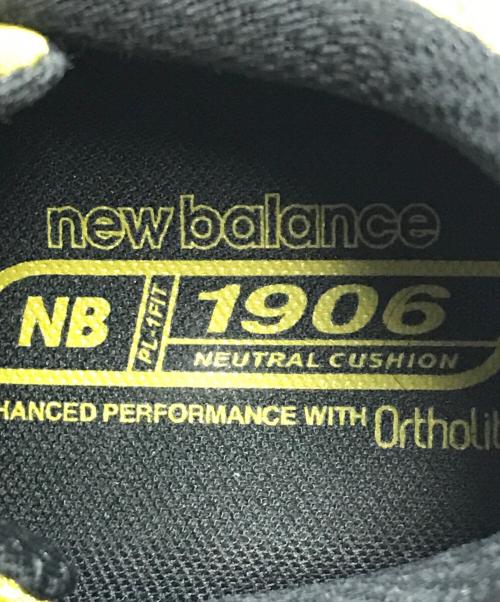 new balance
NB PL-1FIT 1906
NEUTRAL CUSHION
HANCED PERFORMANCE WITH Ortholit